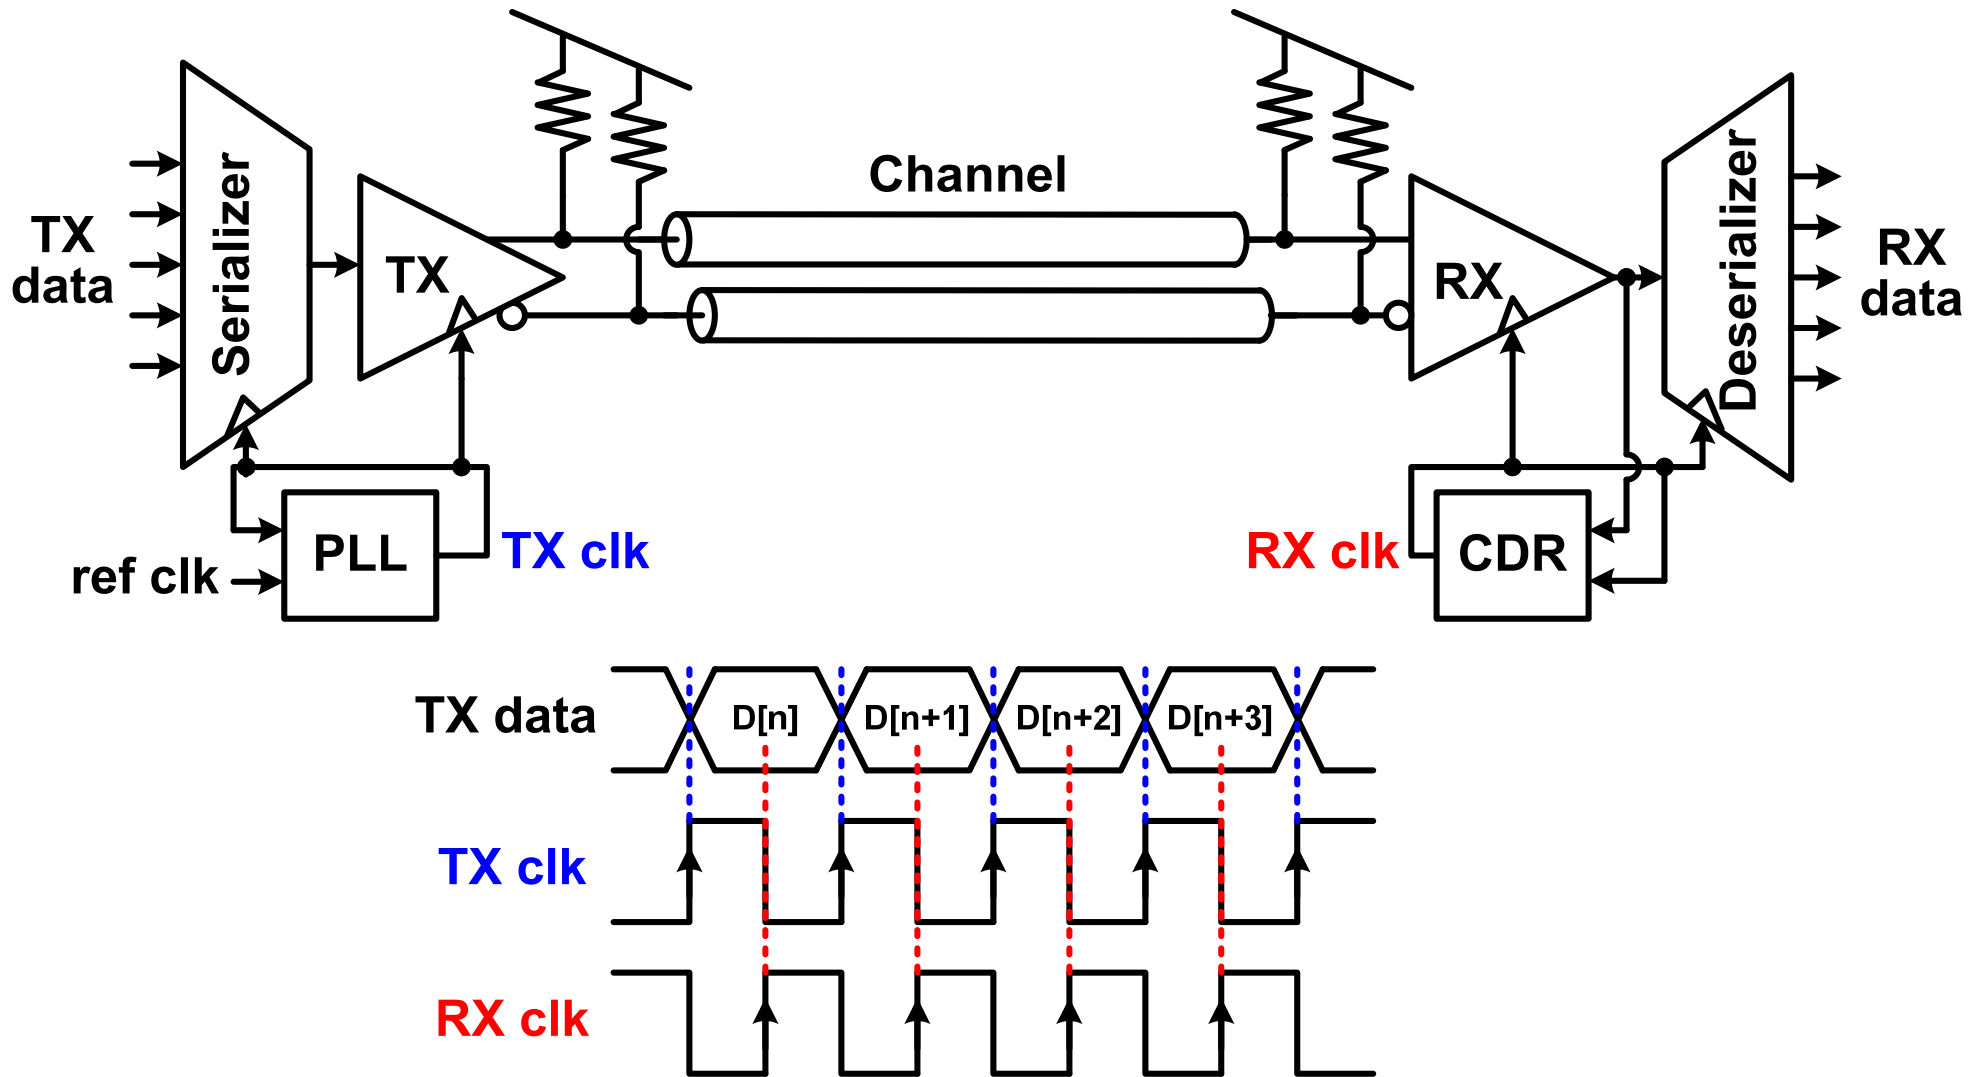 Channel
TX
data
Serializer
TX
RX
Deserializer
RX
data
PLL
TX clk
RX clk
CDR
ref clk
TX data
D[n]
D[n+1]
D[n+2]
D[n+3]
TX clk
RX clk